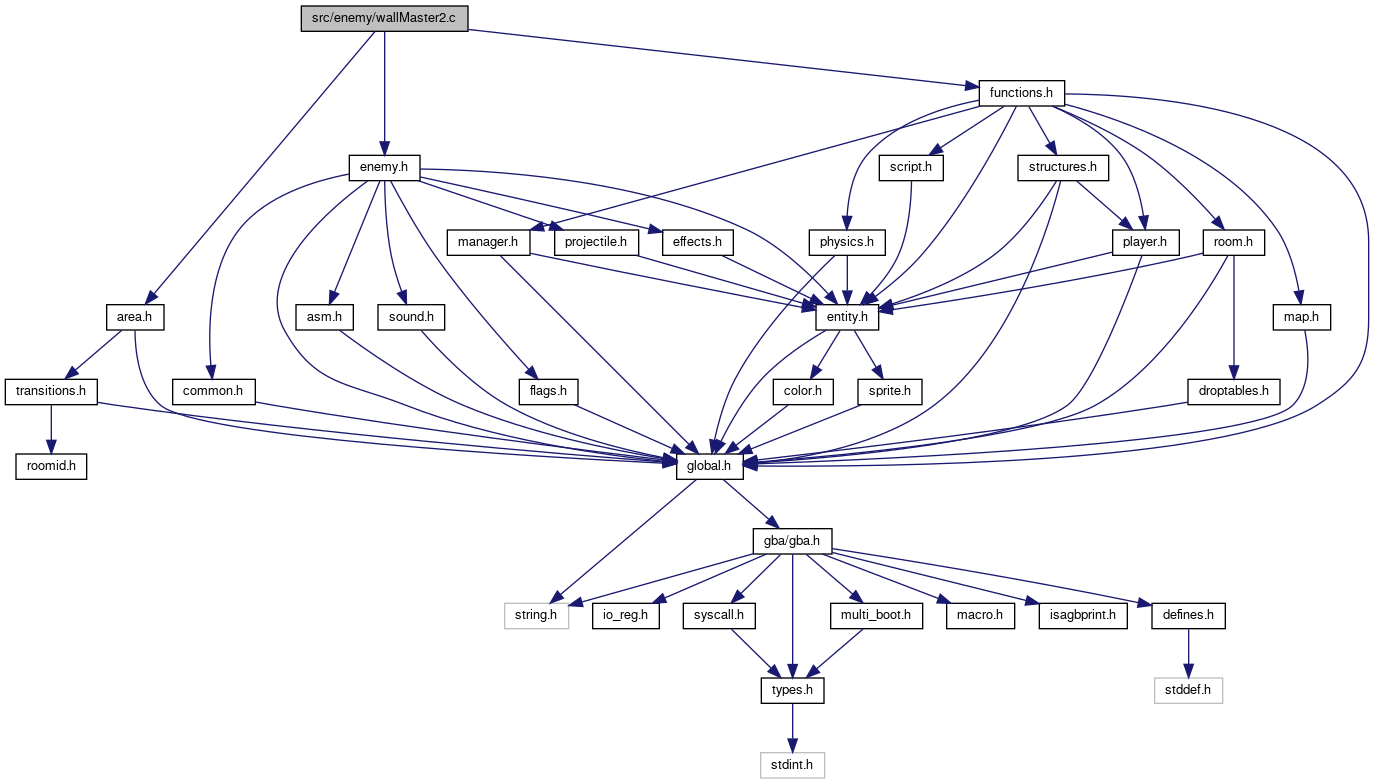 src/enemy/wallMaster2.c
functions.h
enemy.h
script.h
structures.h
manager.h
projectile.h
effects.h
physics.h
player.h
room.h
area.h
asm.h
sound.h
entity.h
map.h
transitions.h
common.h
flags.h
color.h
sprite.h
droptables.h
roomid.h
global.h
gba/gba.h
string.h
io_reg.h
syscall.h
multi_boot.h
macro.h
isagbprint.h
defines.h
types.h
stddef.h
stdint.h